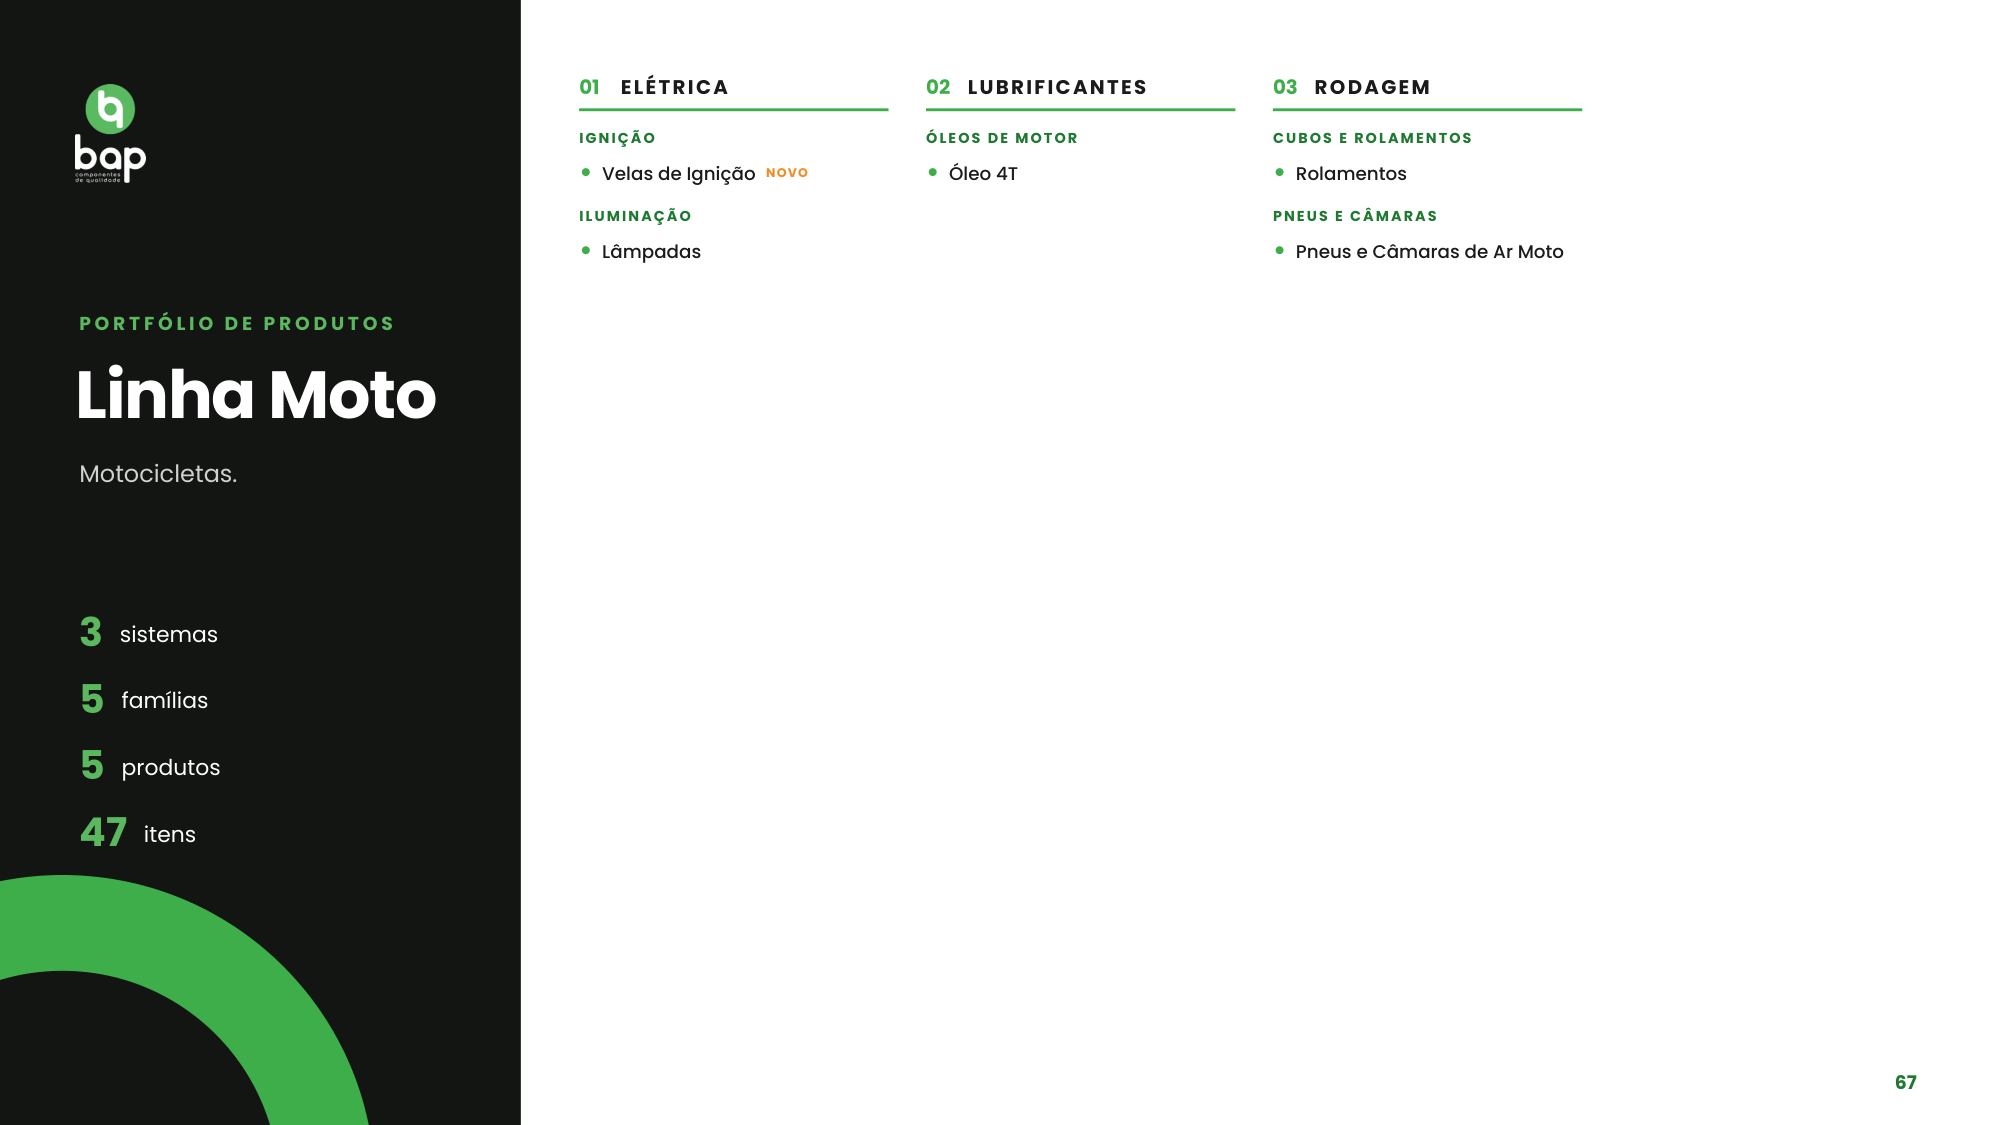 bap
componentes
de qualidade
PORTFÓLIO DE PRODUTOS
Linha Moto
Motocicletas.
3 sistemas
5 famílias
5 produtos
47 itens
01 ELÉTRICA
IGNIÇÃO
• Velas de Ignição NOVO
ILUMINAÇÃO
• Lâmpadas
02 LUBRIFICANTES
ÓLEOS DE MOTOR
• Óleo 4T
03 RODAGEM
CUBOS E ROLAMENTOS
• Rolamentos
PNEUS E CÂMARAS
• Pneus e Câmaras de Ar Moto
67